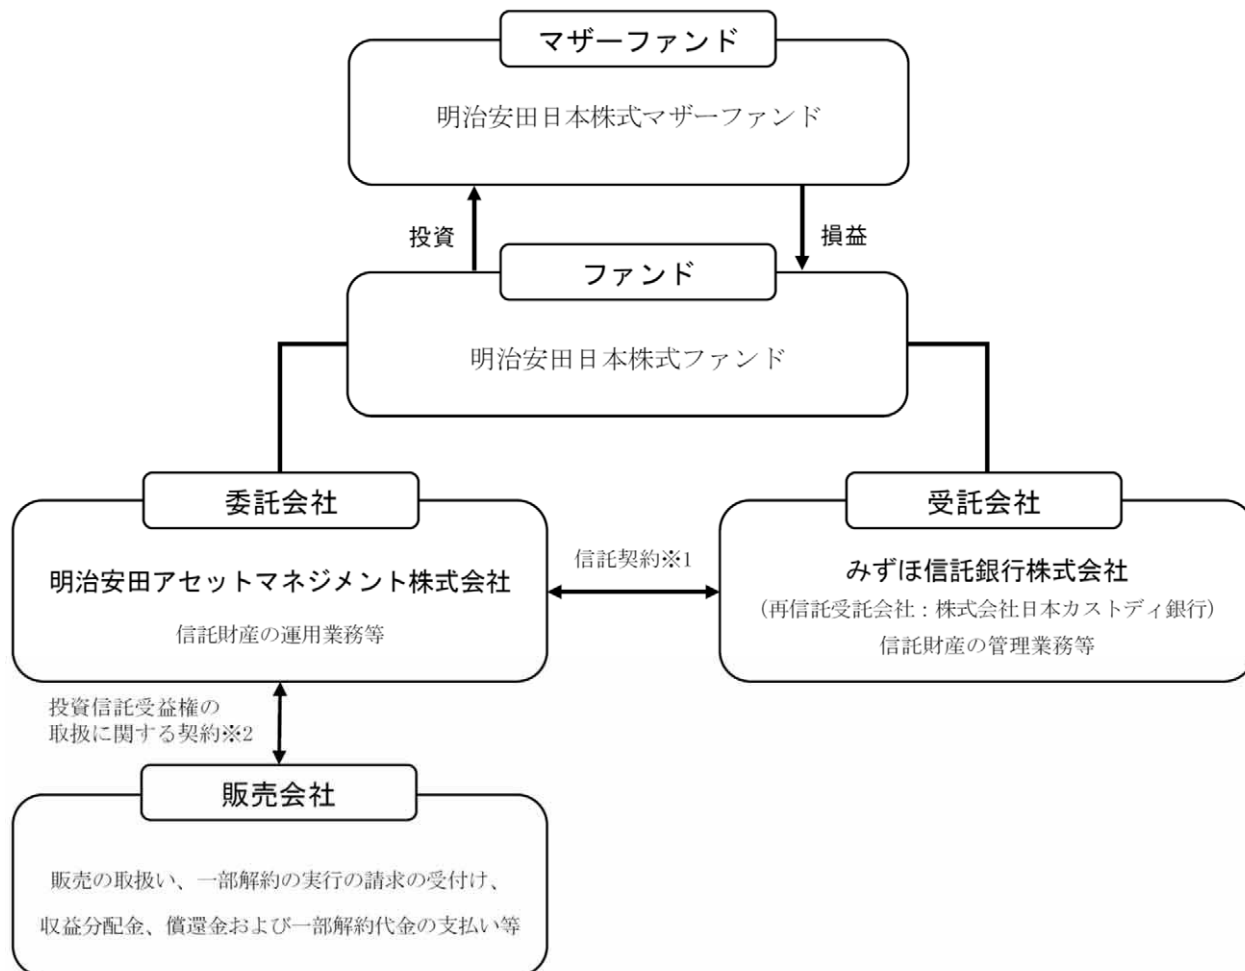 マザーファンド
明治安田日本株式マザーファンド
投資
損益
ファンド
明治安田日本株式ファンド
委託会社
明治安田アセットマネジメント株式会社
信託財産の運用業務等
信託契約※1
受託会社
みずほ信託銀行株式会社
（再信託受託会社：株式会社日本カストディ銀行）
信託財産の管理業務等
投資信託受益権の
取扱に関する契約※2
販売会社
販売の取扱い、一部解約の実行の請求の受付け、
収益分配金、償還金および一部解約代金の支払い等